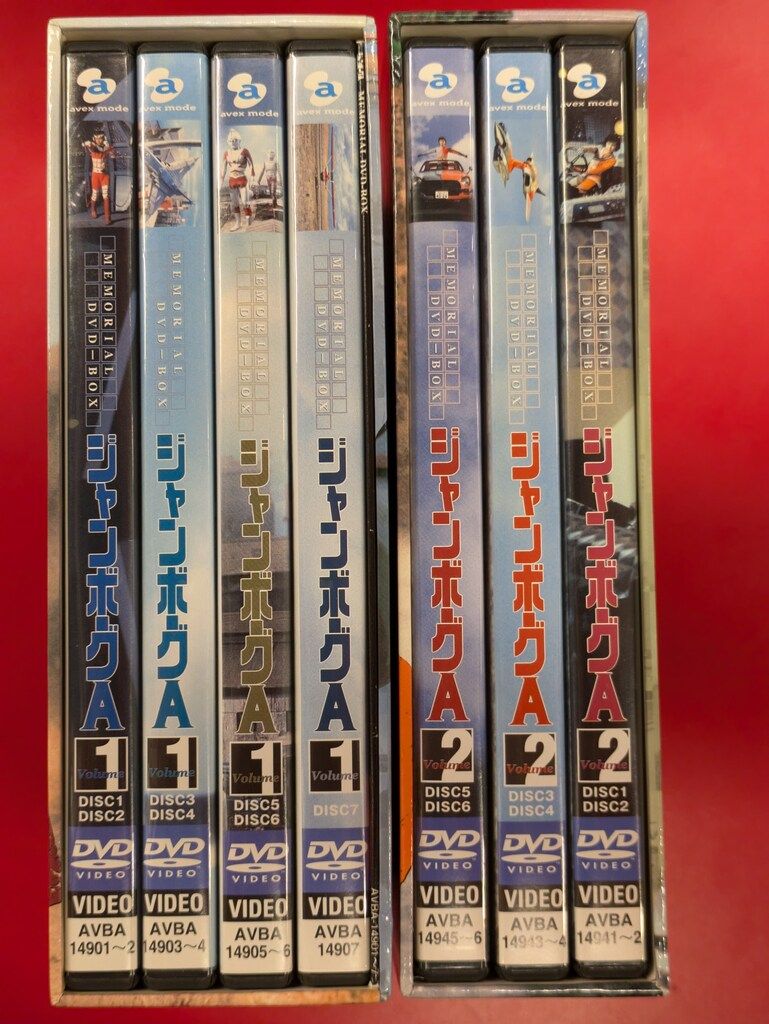 a
avex mode
MEMORIAL
DVD-BOX
ジャンボーグA
1
Volume
DISC1
DISC2
DVD
VIDEO
VIDEO
AVBA
14901～2
a
avex mode
MEMORIAL
DVD-BOX
ジャンボーグA
1
Volume
DISC3
DISC4
DVD
VIDEO
VIDEO
AVBA
14903～4
a
avex mode
MEMORIAL
DVD-BOX
ジャンボーグA
1
Volume
DISC5
DISC6
DVD
VIDEO
VIDEO
AVBA
14905～6
a
avex mode
MEMORIAL
DVD-BOX
ジャンボーグA
1
Volume
DISC7
DVD
VIDEO
VIDEO
AVBA
14907
MEMORIAL DVD-BOX
a
avex mode
MEMORIAL
DVD-BOX
ジャンボーグA
2
Volume
DISC5
DISC6
DVD
VIDEO
VIDEO
AVBA
14945～6
a
avex mode
MEMORIAL
DVD-BOX
ジャンボーグA
2
Volume
DISC3
DISC4
DVD
VIDEO
VIDEO
AVBA
14943～4
a
avex mode
MEMORIAL
DVD-BOX
ジャンボーグA
2
Volume
DISC1
DISC2
DVD
VIDEO
VIDEO
AVBA
14941～2